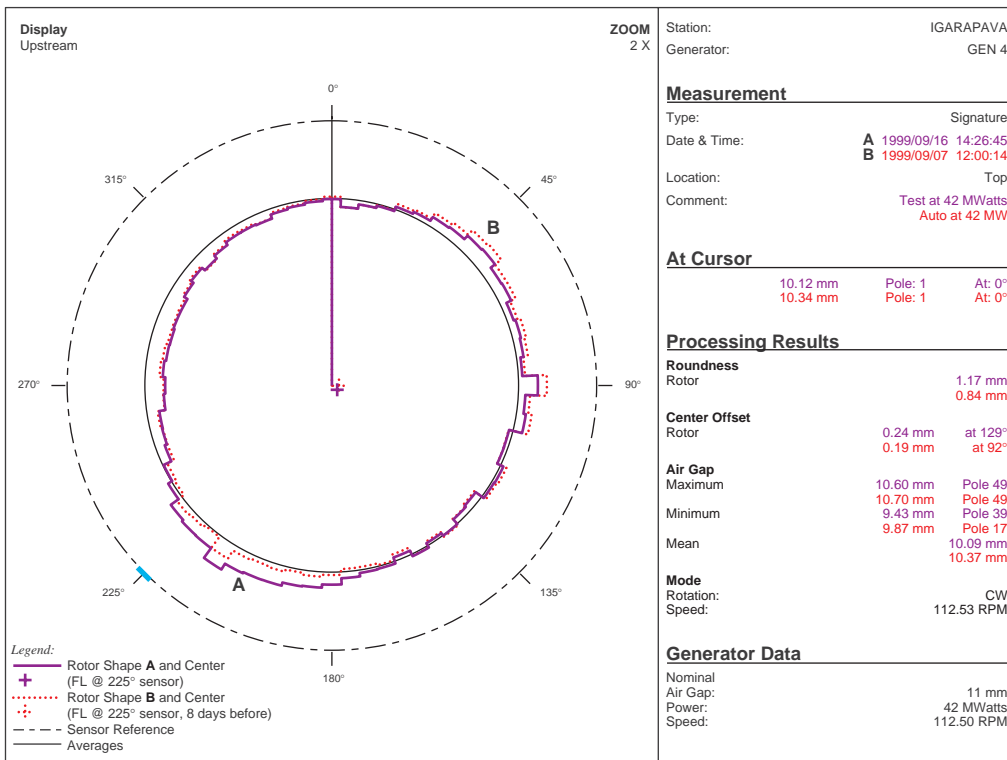 Display
Upstream
ZOOM
2 X
0°
45°
90°
135°
180°
225°
270°
315°
B
A
Legend:
Rotor Shape A and Center
(FL @ 225° sensor)
Rotor Shape B and Center
(FL @ 225° sensor, 8 days before)
Sensor Reference
Averages
Station: IGARAPAVA
Generator: GEN 4
Measurement
Type: Signature
Date & Time: A 1999/09/16 14:26:45
B 1999/09/07 12:00:14
Location: Top
Comment: Test at 42 MWatts
Auto at 42 MW
At Cursor
10.12 mm Pole: 1 At: 0°
10.34 mm Pole: 1 At: 0°
Processing Results
Roundness
Rotor 1.17 mm
0.84 mm
Center Offset
Rotor 0.24 mm at 129°
0.19 mm at 92°
Air Gap
Maximum 10.60 mm Pole 49
10.70 mm Pole 49
Minimum 9.43 mm Pole 39
9.87 mm Pole 17
Mean 10.09 mm
10.37 mm
Mode
Rotation: CW
Speed: 112.53 RPM
Generator Data
Nominal
Air Gap: 11 mm
Power: 42 MWatts
Speed: 112.50 RPM